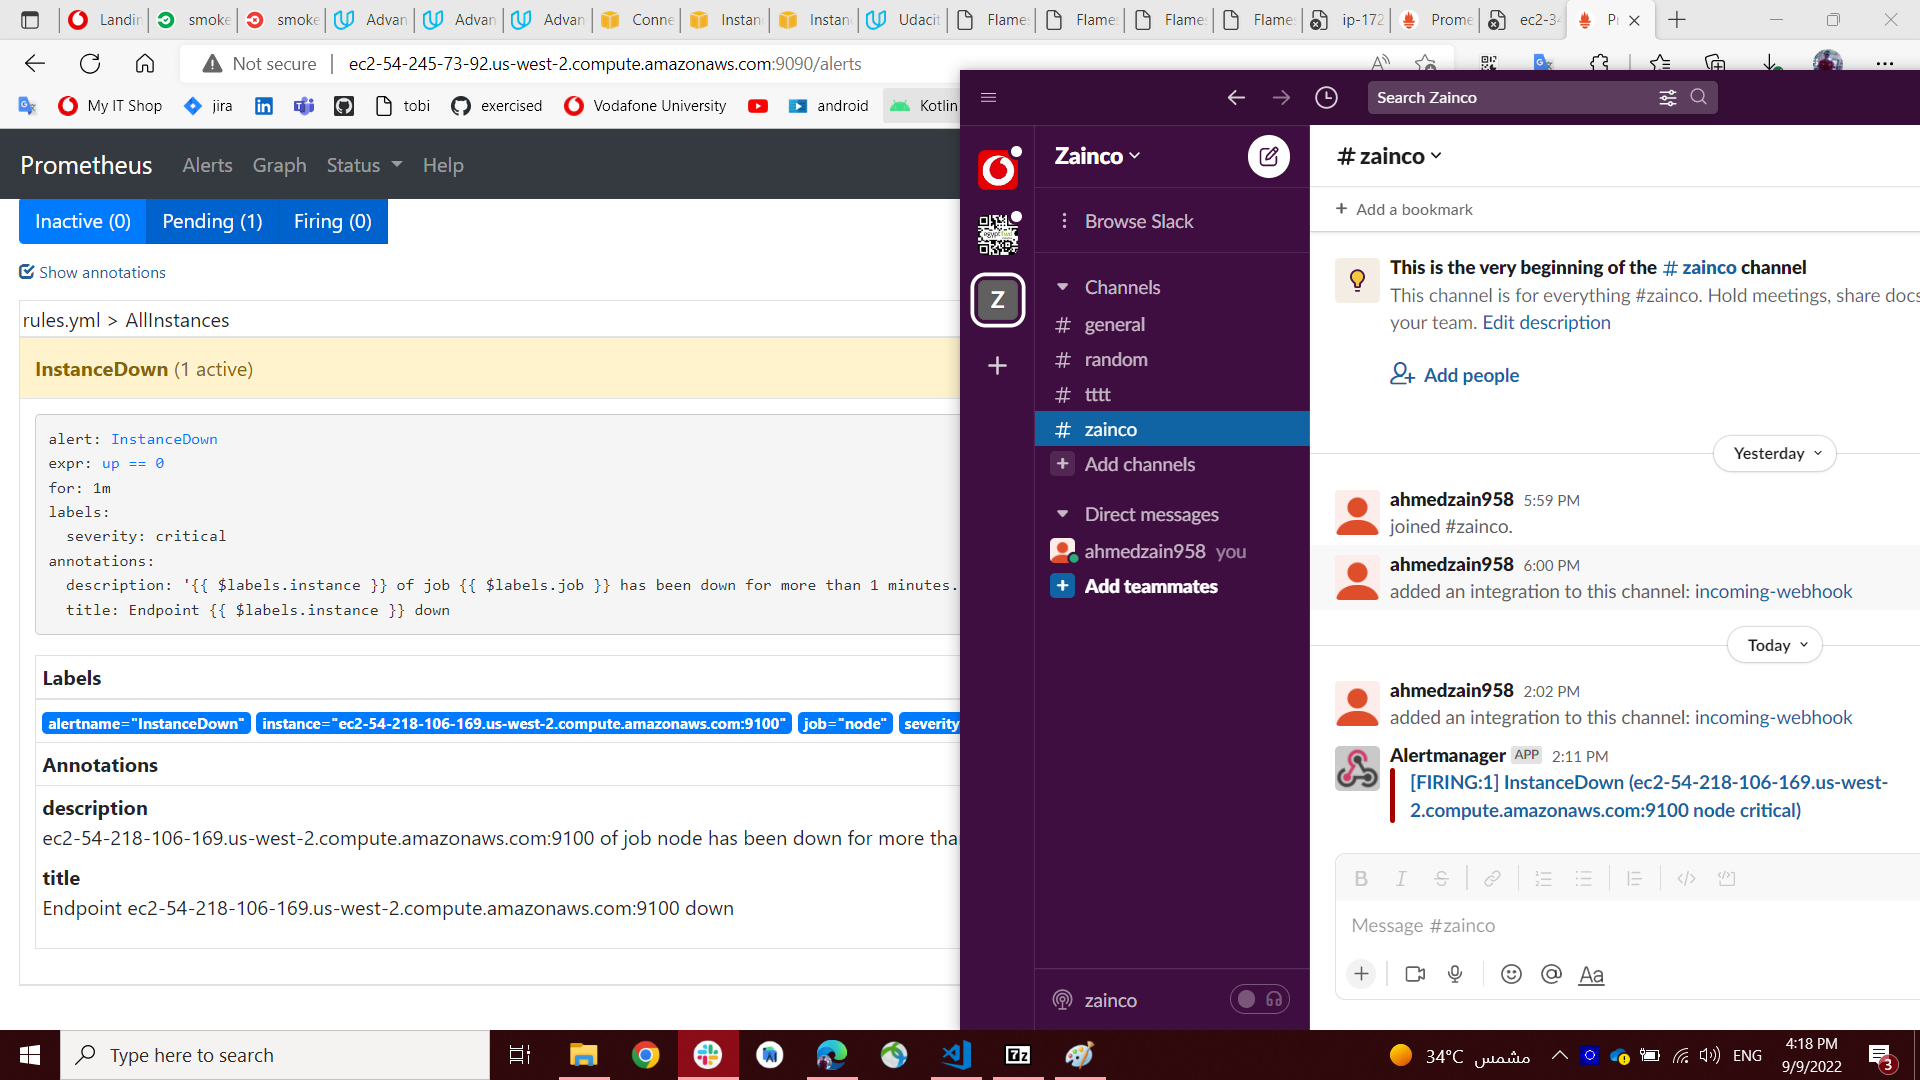 Landin
smoke
smoke
Advan
Advan
Advan
Conne
Instan
Instan
Udacit
Flames
Flame
Flames
Flames
ip-172
Prome
ec2-34
Pr
Not secure
ec2-54-245-73-92.us-west-2.compute.amazonaws.com:9090/alerts
My IT Shop
jira
tobi
exercised
Vodafone University
android
Kotlin
Prometheus Alerts Graph Status Help
Inactive (0) Pending (1) Firing (0)
Show annotations
rules.yml > AllInstances
InstanceDown (1 active)
alert: InstanceDown
expr: up == 0
for: 1m
labels:
severity: critical
annotations:
description: '{{ $labels.instance }} of job {{ $labels.job }} has been down for more than 1 minutes.
title: Endpoint {{ $labels.instance }} down
Labels
alertname="InstanceDown" instance="ec2-54-218-106-169.us-west-2.compute.amazonaws.com:9100" job="node" severity
Annotations
description
ec2-54-218-106-169.us-west-2.compute.amazonaws.com:9100 of job node has been down for more tha
title
Endpoint ec2-54-218-106-169.us-west-2.compute.amazonaws.com:9100 down
Search Zainco
Z
Zainco
Browse Slack
Channels
# general
# random
# tttt
# zainco
+ Add channels
Direct messages
ahmedzain958 you
+ Add teammates
zainco
# zainco
+ Add a bookmark
This is the very beginning of the # zainco channel
This channel is for everything #zainco. Hold meetings, share docs
your team. Edit description
Add people
Yesterday
ahmedzain958 5:59 PM
joined #zainco.
ahmedzain958 6:00 PM
added an integration to this channel: incoming-webhook
Today
ahmedzain958 2:02 PM
added an integration to this channel: incoming-webhook
Alertmanager APP 2:11 PM
[FIRING:1] InstanceDown (ec2-54-218-106-169.us-west-
2.compute.amazonaws.com:9100 node critical)
B I S
Message #zainco
+ @ Aa
Type here to search
7z
34°C مشمس
ENG
4:18 PM
9/9/2022
3